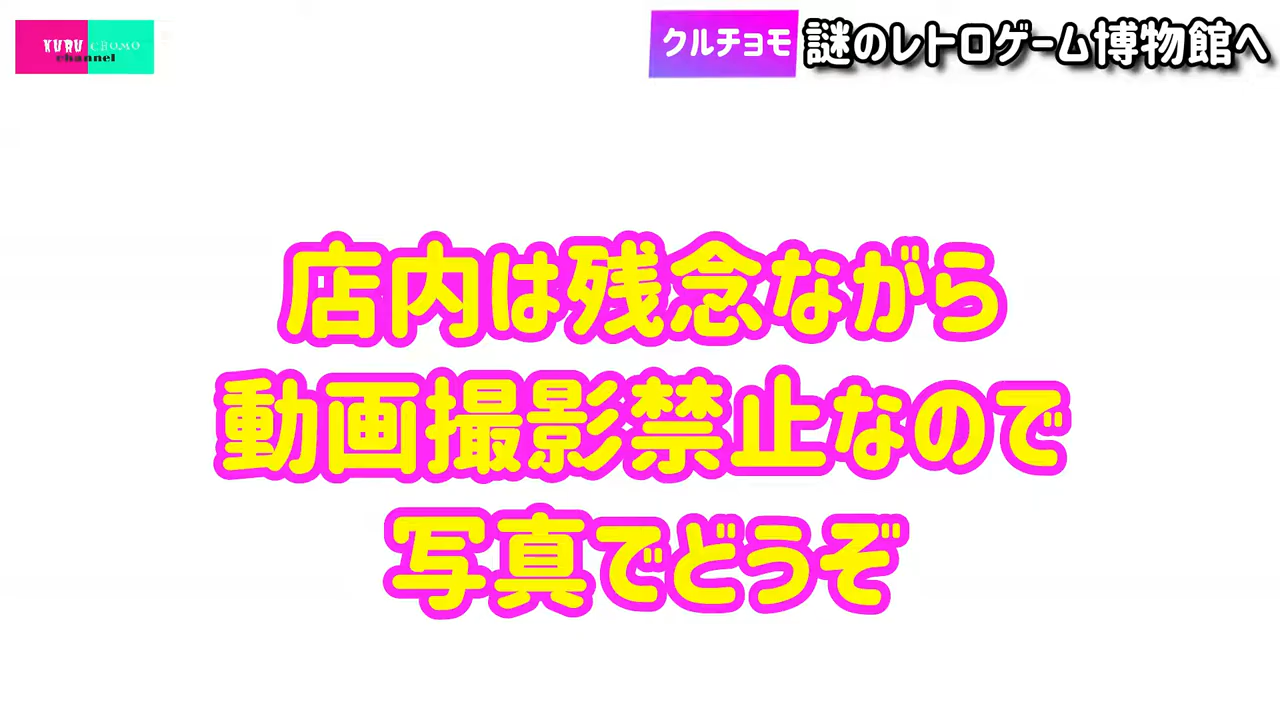 KURU CHOMO
channel
クルチョモ 謎のレトロゲーム博物館へ
店内は残念ながら
動画撮影禁止なので
写真でどうぞ